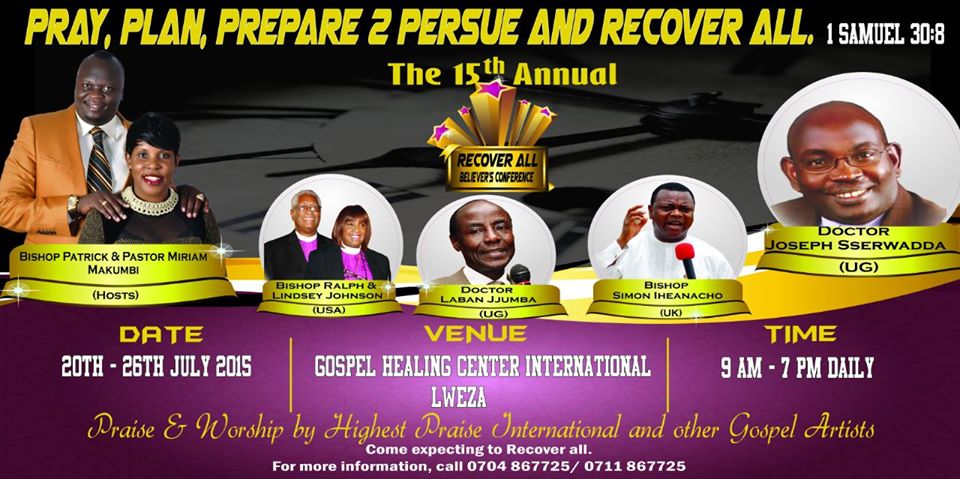 PRAY, PLAN, PREPARE 2 PERSUE AND RECOVER ALL. 1 SAMUEL 30:8
The 15th Annual
RECOVER ALL
BELIEVER'S CONFERENCE
BISHOP PATRICK & PASTOR MIRIAM
MAKUMBI
(HOSTS)
BISHOP RALPH &
LINDSEY JOHNSON
(USA)
DOCTOR
LABAN JJUMBA
(UG)
BISHOP
SIMON IHEANACHO
(UK)
DOCTOR
JOSEPH SSERWADDA
(UG)
DATE
20TH - 26TH JULY 2015
VENUE
GOSPEL HEALING CENTER INTERNATIONAL
LWEZA
TIME
9 AM - 7 PM DAILY
Praise & Worship by Highest Praise International and other Gospel Artists
Come expecting to Recover all.
For more information, call 0704 867725/ 0711 867725